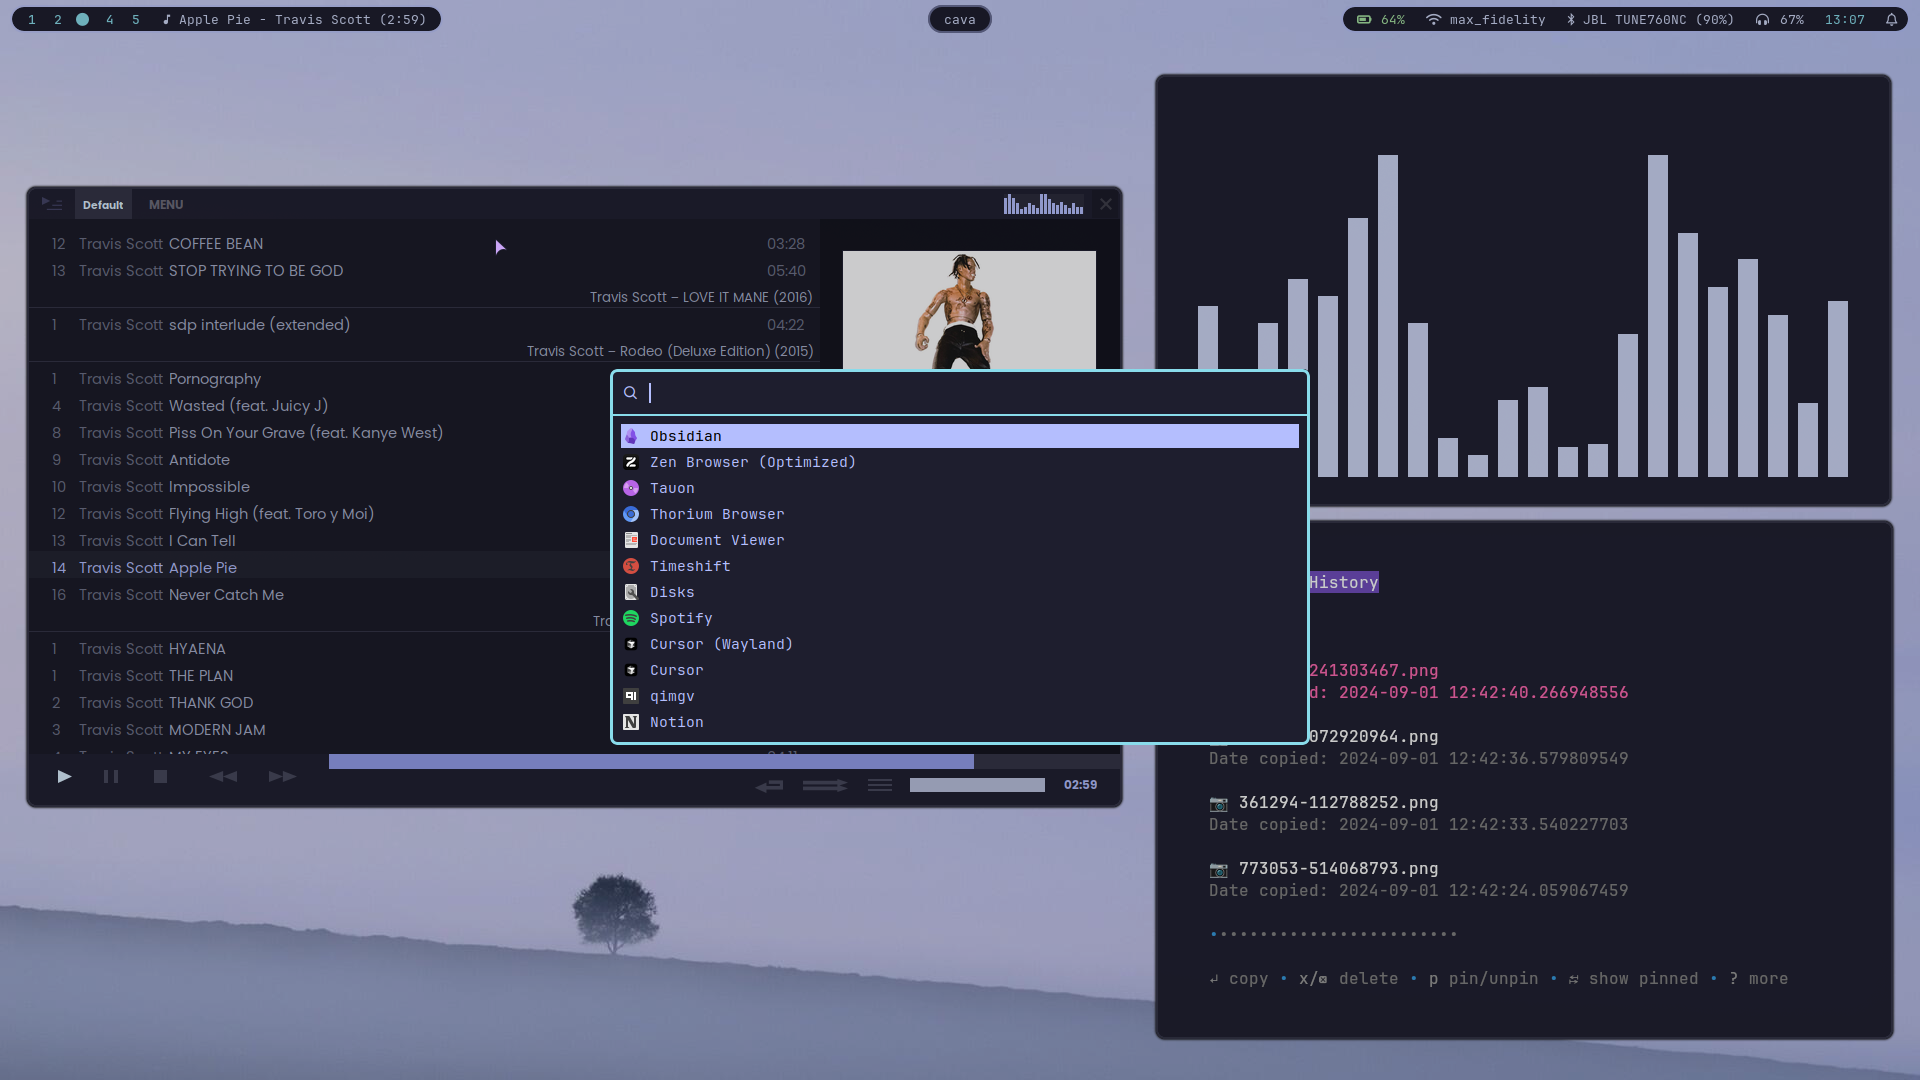 1 2 4 5 Apple Pie - Travis Scott (2:59)
cava
64% max_fidelity JBL TUNE760NC (90%) 67% 13:07
Default MENU
12 Travis Scott COFFEE BEAN 03:28
13 Travis Scott STOP TRYING TO BE GOD 05:40
Travis Scott – LOVE IT MANE (2016)
1 Travis Scott sdp interlude (extended) 04:22
Travis Scott – Rodeo (Deluxe Edition) (2015)
1 Travis Scott Pornography
4 Travis Scott Wasted (feat. Juicy J)
8 Travis Scott Piss On Your Grave (feat. Kanye West)
9 Travis Scott Antidote
10 Travis Scott Impossible
12 Travis Scott Flying High (feat. Toro y Moi)
13 Travis Scott I Can Tell
14 Travis Scott Apple Pie
16 Travis Scott Never Catch Me
1 Travis Scott HYAENA
1 Travis Scott THE PLAN
2 Travis Scott THANK GOD
3 Travis Scott MODERN JAM
02:59
Obsidian
Zen Browser (Optimized)
Tauon
Thorium Browser
Document Viewer
Timeshift
Disks
Spotify
Cursor (Wayland)
Cursor
qimgv
Notion
History
241303467.png
d: 2024-09-01 12:42:40.266948556
072920964.png
Date copied: 2024-09-01 12:42:36.579809549
361294-112788252.png
Date copied: 2024-09-01 12:42:33.540227703
773053-514068793.png
Date copied: 2024-09-01 12:42:24.059067459
↲ copy • x/⌫ delete • p pin/unpin • show pinned • ? more